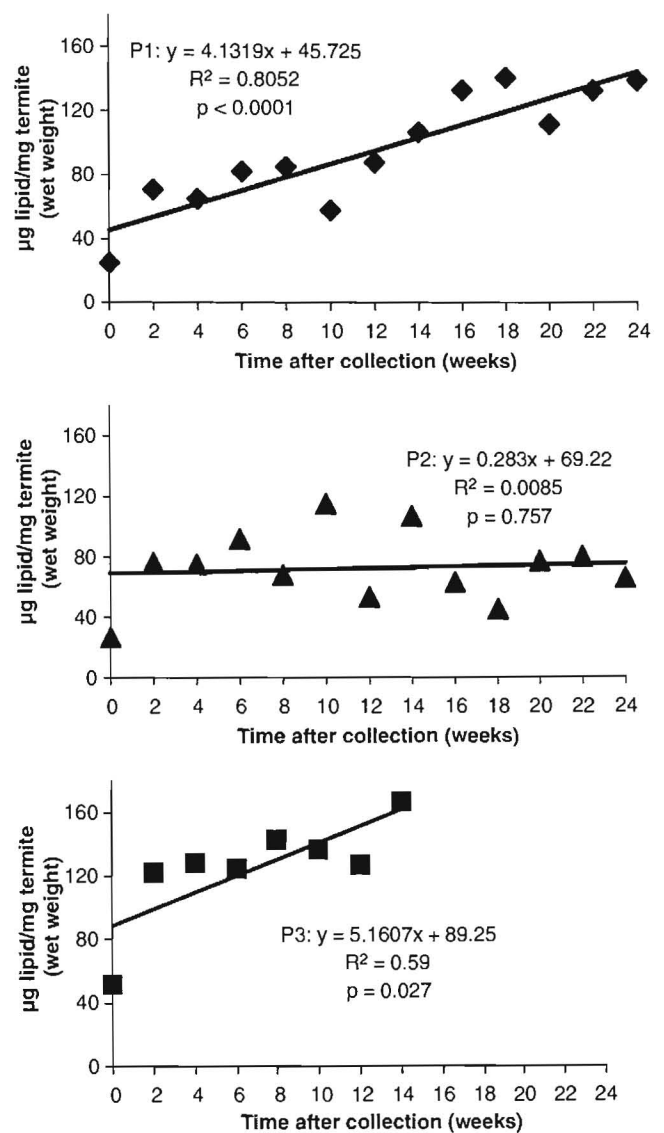 160
120
80
40
0
µg lipid/mg termite
(wet weight)
P1: y = 4.1319x + 45.725
R² = 0.8052
p < 0.0001
0 2 4 6 8 10 12 14 16 18 20 22 24
Time after collection (weeks)
160
120
80
40
0
µg lipid/mg termite
(wet weight)
P2: y = 0.283x + 69.22
R² = 0.0085
p = 0.757
0 2 4 6 8 10 12 14 16 18 20 22 24
Time after collection (weeks)
160
120
80
40
0
µg lipid/mg termite
(wet weight)
P3: y = 5.1607x + 89.25
R² = 0.59
p = 0.027
0 2 4 6 8 10 12 14 16 18 20 22 24
Time after collection (weeks)